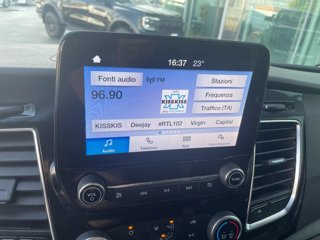 16:37 23°
Fonti audio FM Stazioni
96.90 KISSKISS Frequenza
Traffico (TA)
KISSKIS Deejay #RTL102 Virgin Capital
Audio Telefono App Impostazioni
VOL